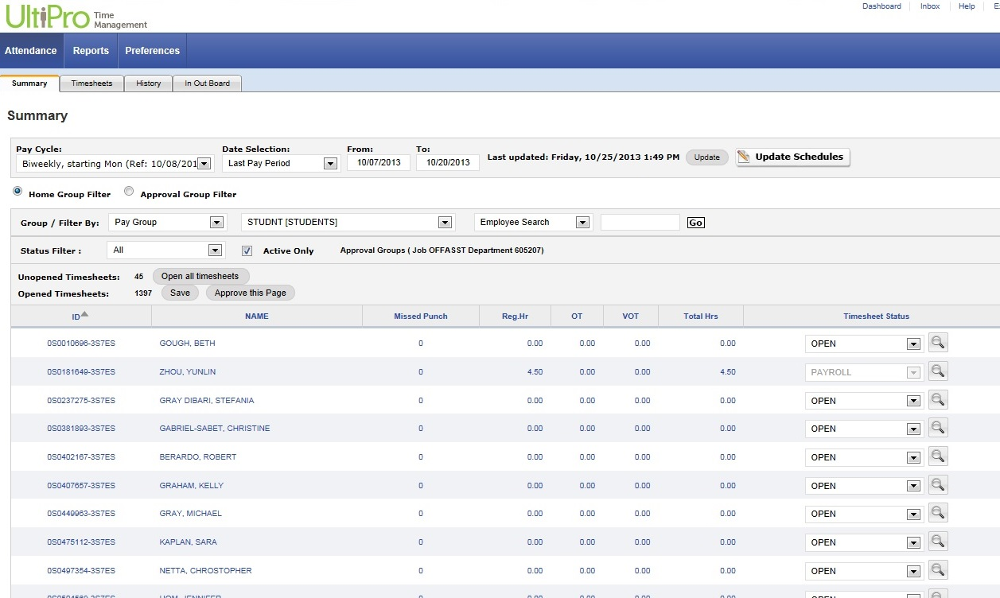 UltiPro Time Management
Dashboard Inbox Help
Attendance Reports Preferences
Summary Timesheets History In Out Board
Summary
Pay Cycle: Date Selection: From: To:
Biweekly, starting Mon (Ref: 10/08/201 Last Pay Period 10/07/2013 10/20/2013 Last updated: Friday, 10/25/2013 1:49 PM Update Update Schedules
Home Group Filter Approval Group Filter
Group / Filter By: Pay Group STUDNT [STUDENTS] Employee Search Go
Status Filter : All Active Only Approval Groups ( Job OFFASST Department 605207)
Unopened Timesheets: 45 Open all timesheets
Opened Timesheets: 1397 Save Approve this Page
ID NAME Missed Punch Reg.Hr OT VOT Total Hrs Timesheet Status
0S0010696-3S7ES GOUGH, BETH 0 0.00 0.00 0.00 0.00 OPEN
0S0181649-3S7ES ZHOU, YUNLIN 0 4.50 0.00 0.00 4.50 PAYROLL
0S0237275-3S7ES GRAY DIBARI, STEFANIA 0 0.00 0.00 0.00 0.00 OPEN
0S0381893-3S7ES GABRIEL-SABET, CHRISTINE 0 0.00 0.00 0.00 0.00 OPEN
0S0402167-3S7ES BERARDO, ROBERT 0 0.00 0.00 0.00 0.00 OPEN
0S0407657-3S7ES GRAHAM, KELLY 0 0.00 0.00 0.00 0.00 OPEN
0S0449963-3S7ES GRAY, MICHAEL 0 0.00 0.00 0.00 0.00 OPEN
0S0475112-3S7ES KAPLAN, SARA 0 0.00 0.00 0.00 0.00 OPEN
0S0497354-3S7ES NETTA, CHROSTOPHER 0 0.00 0.00 0.00 0.00 OPEN